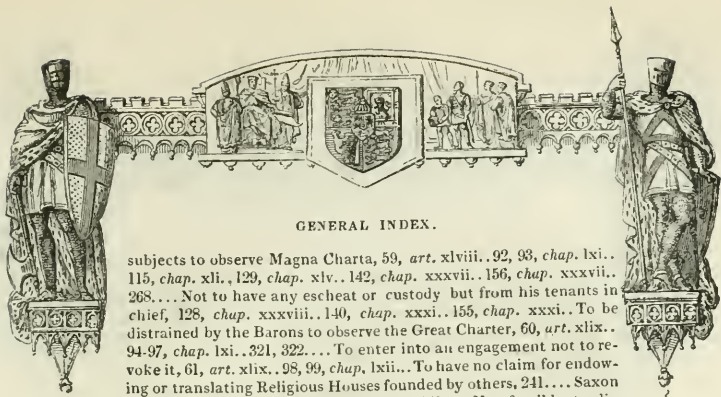 GENERAL INDEX.
subjects to observe Magna Charta, 59, art. xlviii..92, 93, chap. lxi..
115, chap. xli.,129, chap. xlv..142, chap. xxxvii..156, chap. xxxvii..
268....Not to have any escheat or custody but from his tenants in
chief, 128, chap. xxxviii..140, chap. xxxi..155, chap. xxxi..To be
distrained by the Barons to observe the Great Charter, 60, art. xlix..
94-97, chap. lxi..321, 322....To enter into an engagement not to re-
voke it, 61, art. xlix..98, 99, chap. lxii...To have no claim for endow-
ing or translating Religious Houses founded by others, 241....Saxon